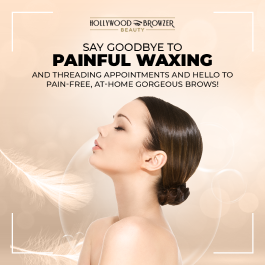 HOLLYWOOD BROWZER
BEAUTY
SAY GOODBYE TO
PAINFUL WAXING
AND THREADING APPOINTMENTS AND HELLO TO
PAIN-FREE, AT-HOME GORGEOUS BROWS!